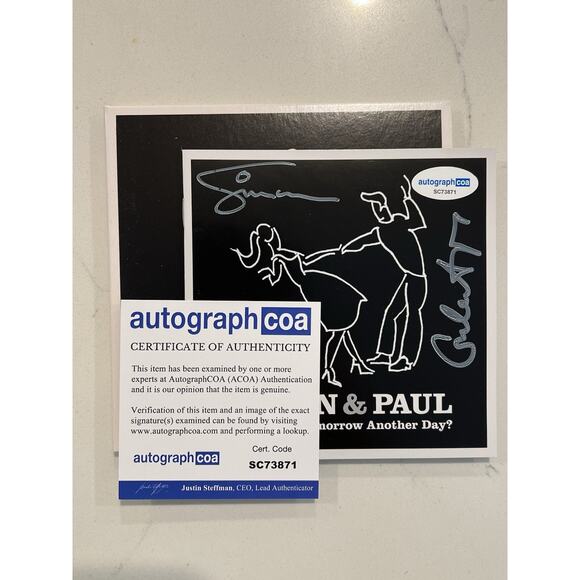 Simon
autographcoa
SC73871
N & PAUL
morrow Another Day?
autographcoa
CERTIFICATE OF AUTHENTICITY
This item has been examined by one or more
experts at AutographCOA (ACOA) Authentication
and it is our opinion that the item is genuine.
Verification of this item and an image of the exact
signature(s) examined can be found by visiting
www.autographcoa.com and performing a lookup.
autographcoa
Cert. Code
SC73871
Justin Steffman, CEO, Lead Authenticator